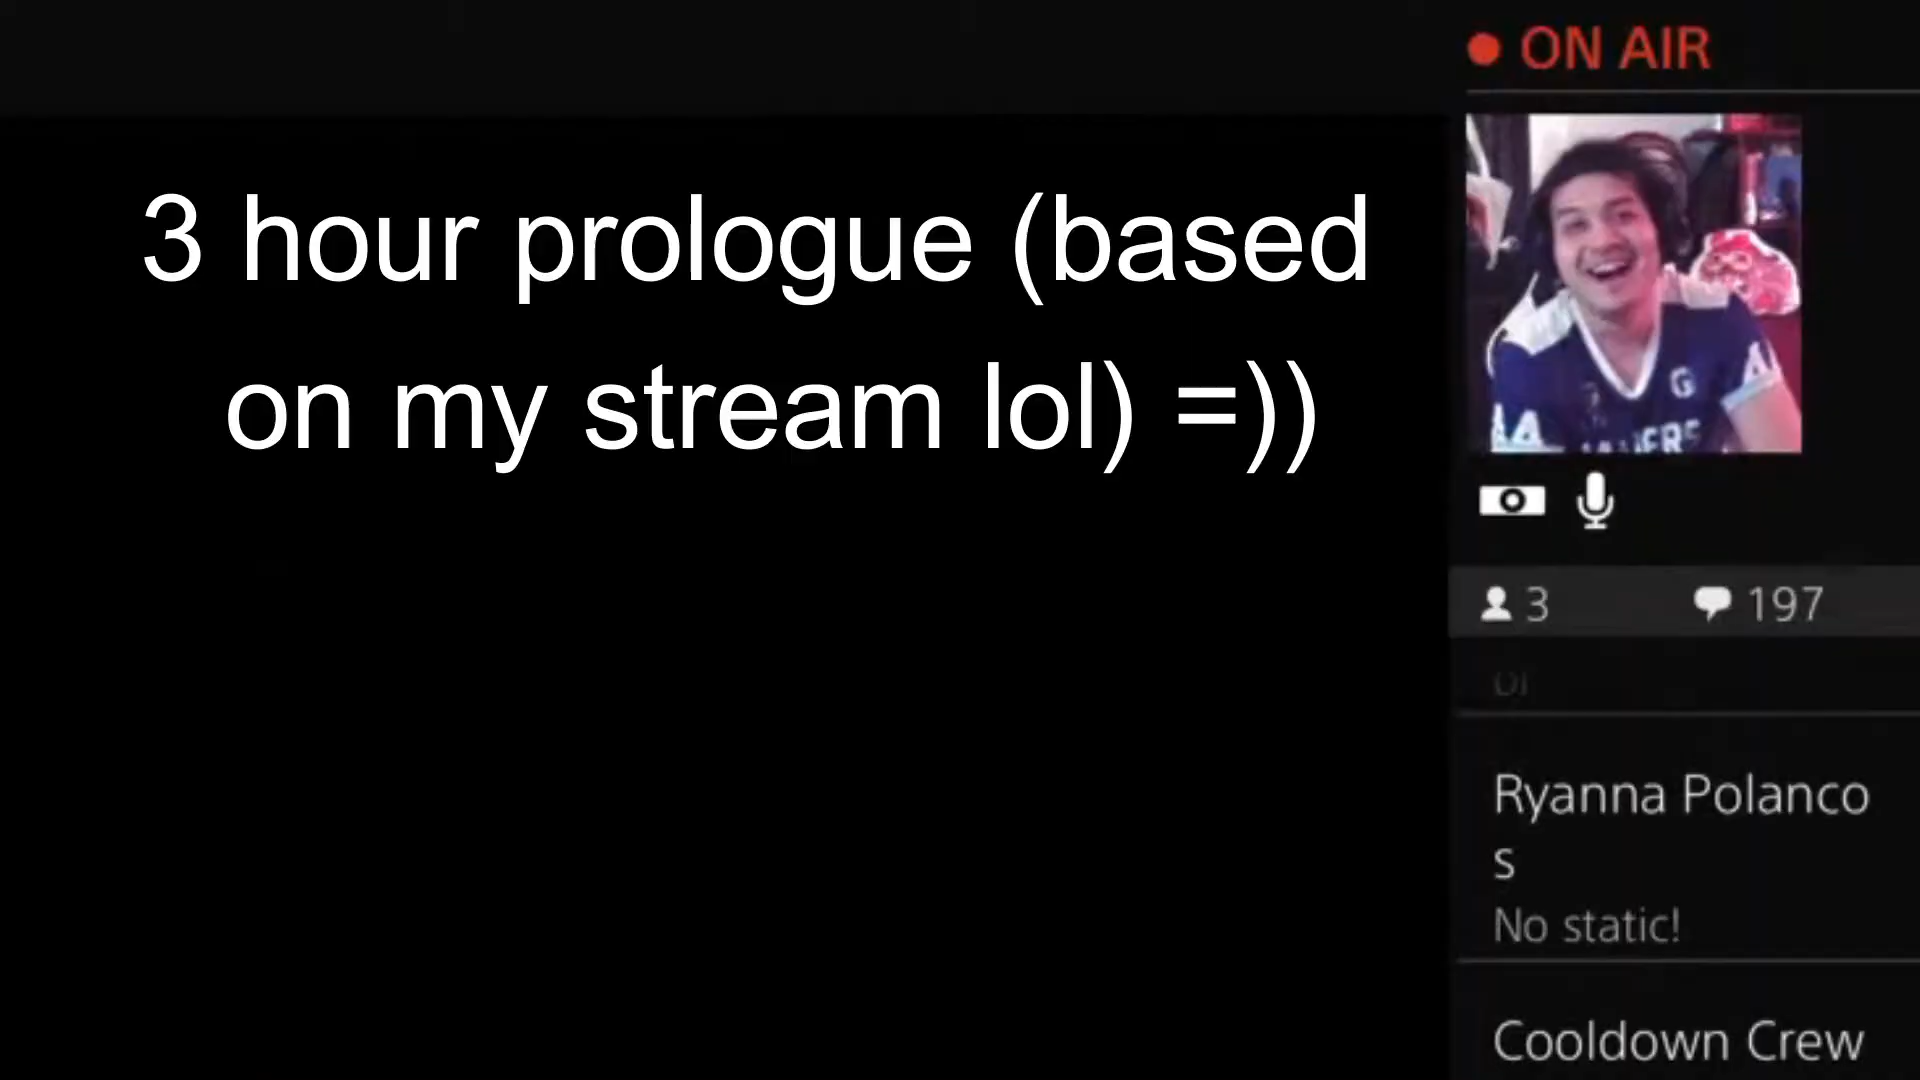 3 hour prologue (based
on my stream lol) =))
ON AIR
G
3
197
Ryanna Polanco
s
No static!
Cooldown Crew